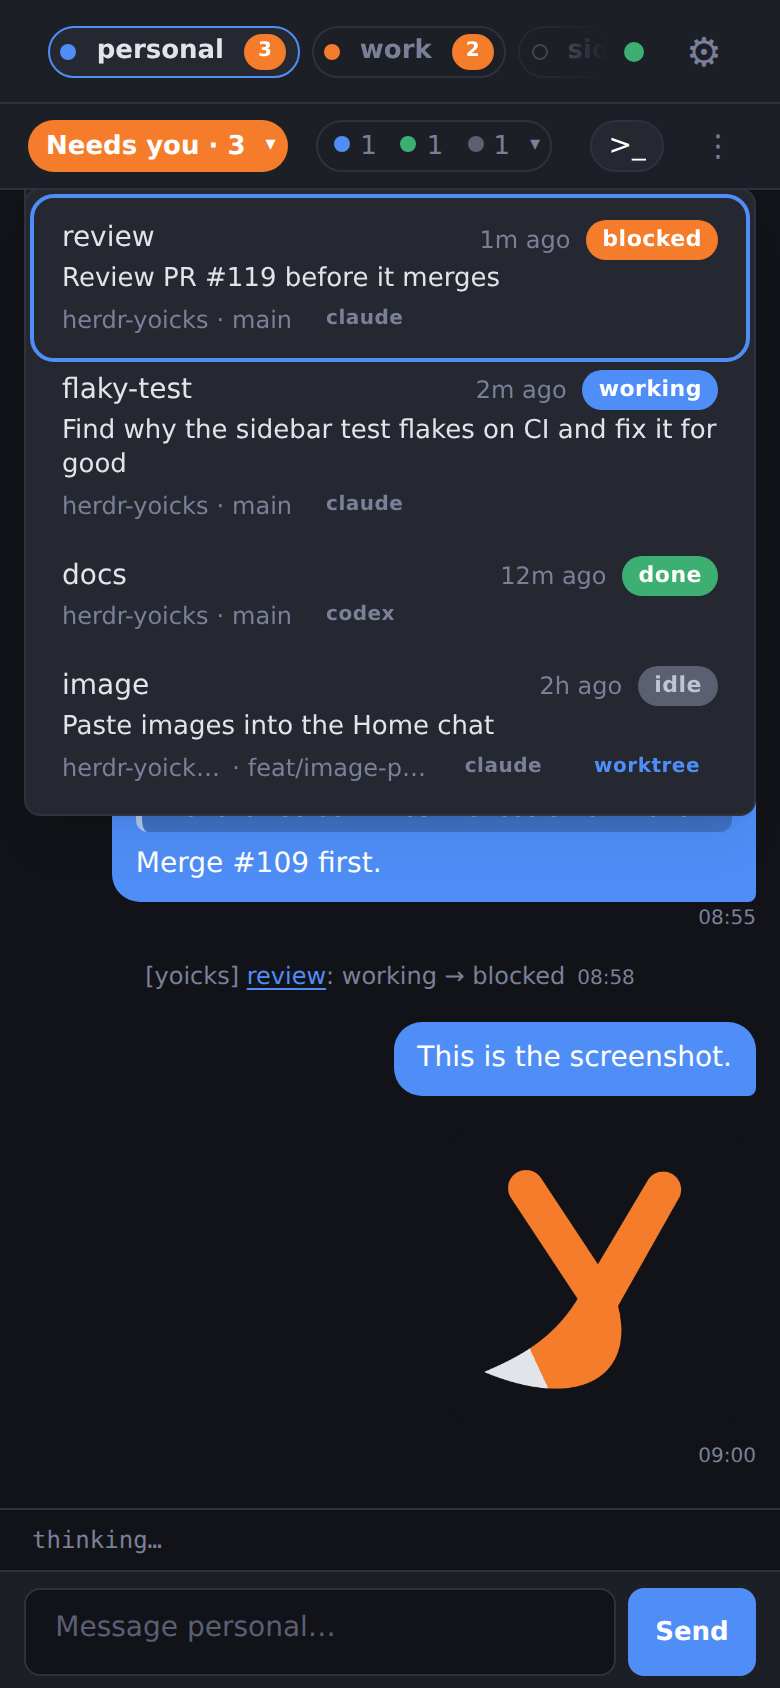 personal 3 work 2
Needs you · 3 ▾ 1 1 1 ▾ >_ ⋮
review 1m ago blocked
Review PR #119 before it merges
herdr-yoicks · main claude
flaky-test 2m ago working
Find why the sidebar test flakes on CI and fix it for
good
herdr-yoicks · main claude
docs 12m ago done
herdr-yoicks · main codex
image 2h ago idle
Paste images into the Home chat
herdr-yoick… · feat/image-p… claude worktree
Merge #109 first.
08:55
[yoicks] review: working → blocked 08:58
This is the screenshot.
09:00
thinking…
Message personal…
Send